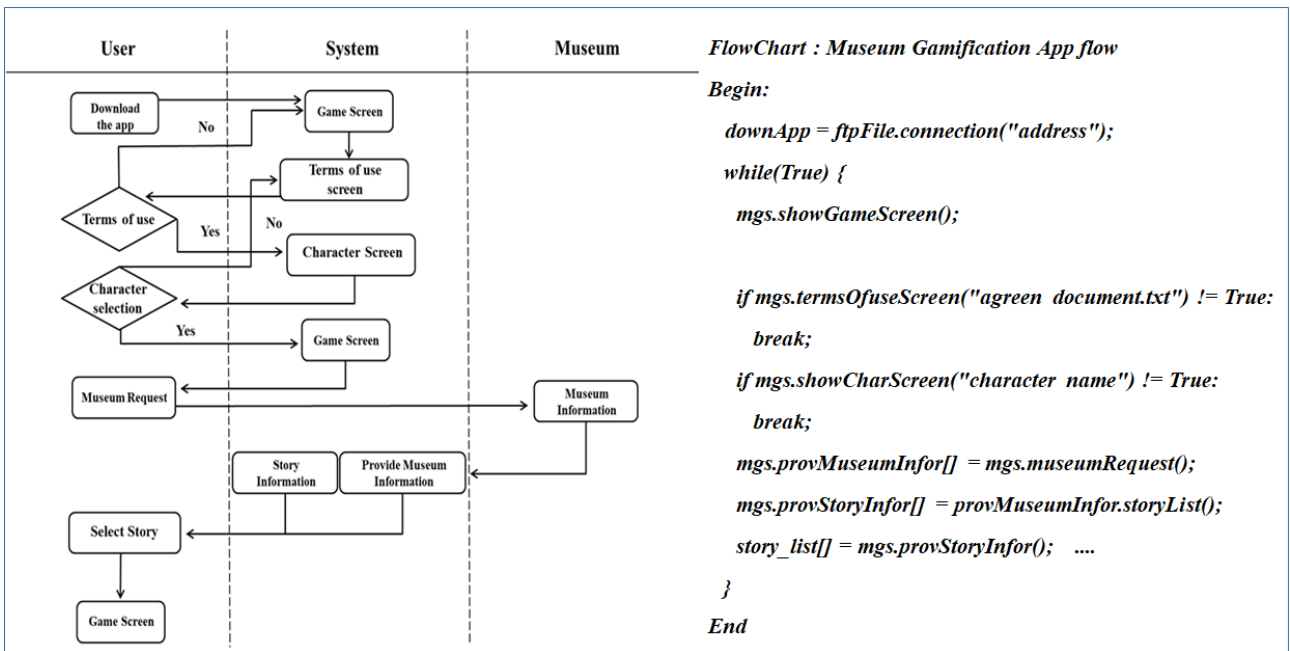 User
System
Museum
Download
the app
No
Game Screen
Terms of use
screen
Terms of use
Yes
No
Character Screen
Character
selection
Yes
Game Screen
Museum Request
Museum
Information
Story
Information
Provide Museum
Information
Select Story
Game Screen
FlowChart : Museum Gamification App flow
Begin:
downApp = ftpFile.connection("address");
while(True) {
mgs.showGameScreen();
if mgs.termsOfuseScreen("agreen document.txt") != True:
break;
if mgs.showCharScreen("character name") != True:
break;
mgs.provMuseumInfor[] = mgs.museumRequest();
mgs.provStoryInfor[] = provMuseumInfor.storyList();
story_list[] = mgs.provStoryInfor(); ....
}
End